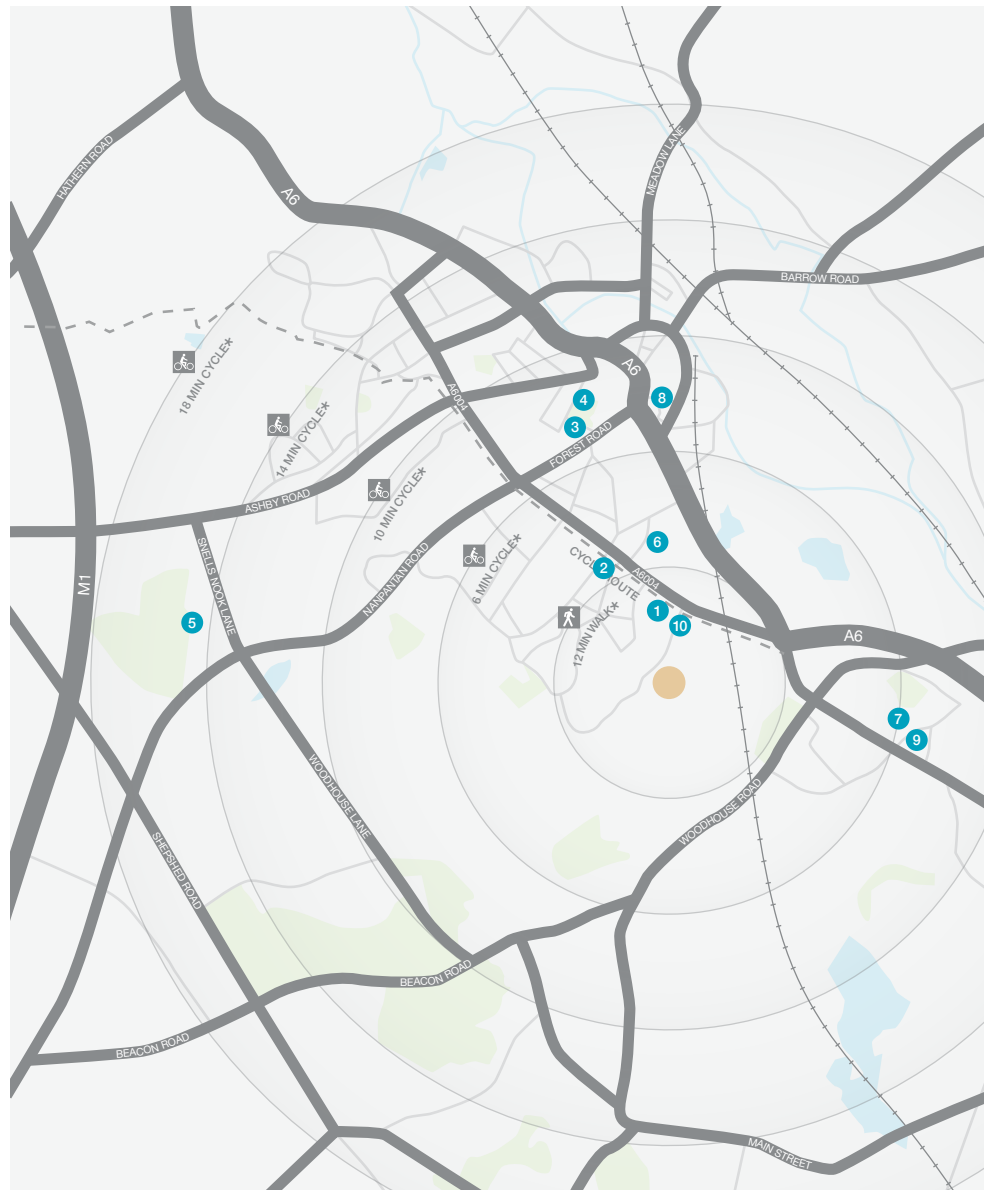 HATHERN ROAD
A6
MEADOW LANE
BARROW ROAD
18 MIN CYCLE*
A6
A6004
4
8
3
14 MIN CYCLE*
FOREST ROAD
10 MIN CYCLE*
ASHBY ROAD
M1
SNELLS NOOK LANE
NANPANTAN ROAD
6 MIN CYCLE*
6
CYCLE ROUTE
2
A6004
12 MIN WALK*
1
10
5
A6
7
9
WOODHOUSE LANE
WOODHOUSE ROAD
SHEPSHED ROAD
BEACON ROAD
BEACON ROAD
MAIN STREET